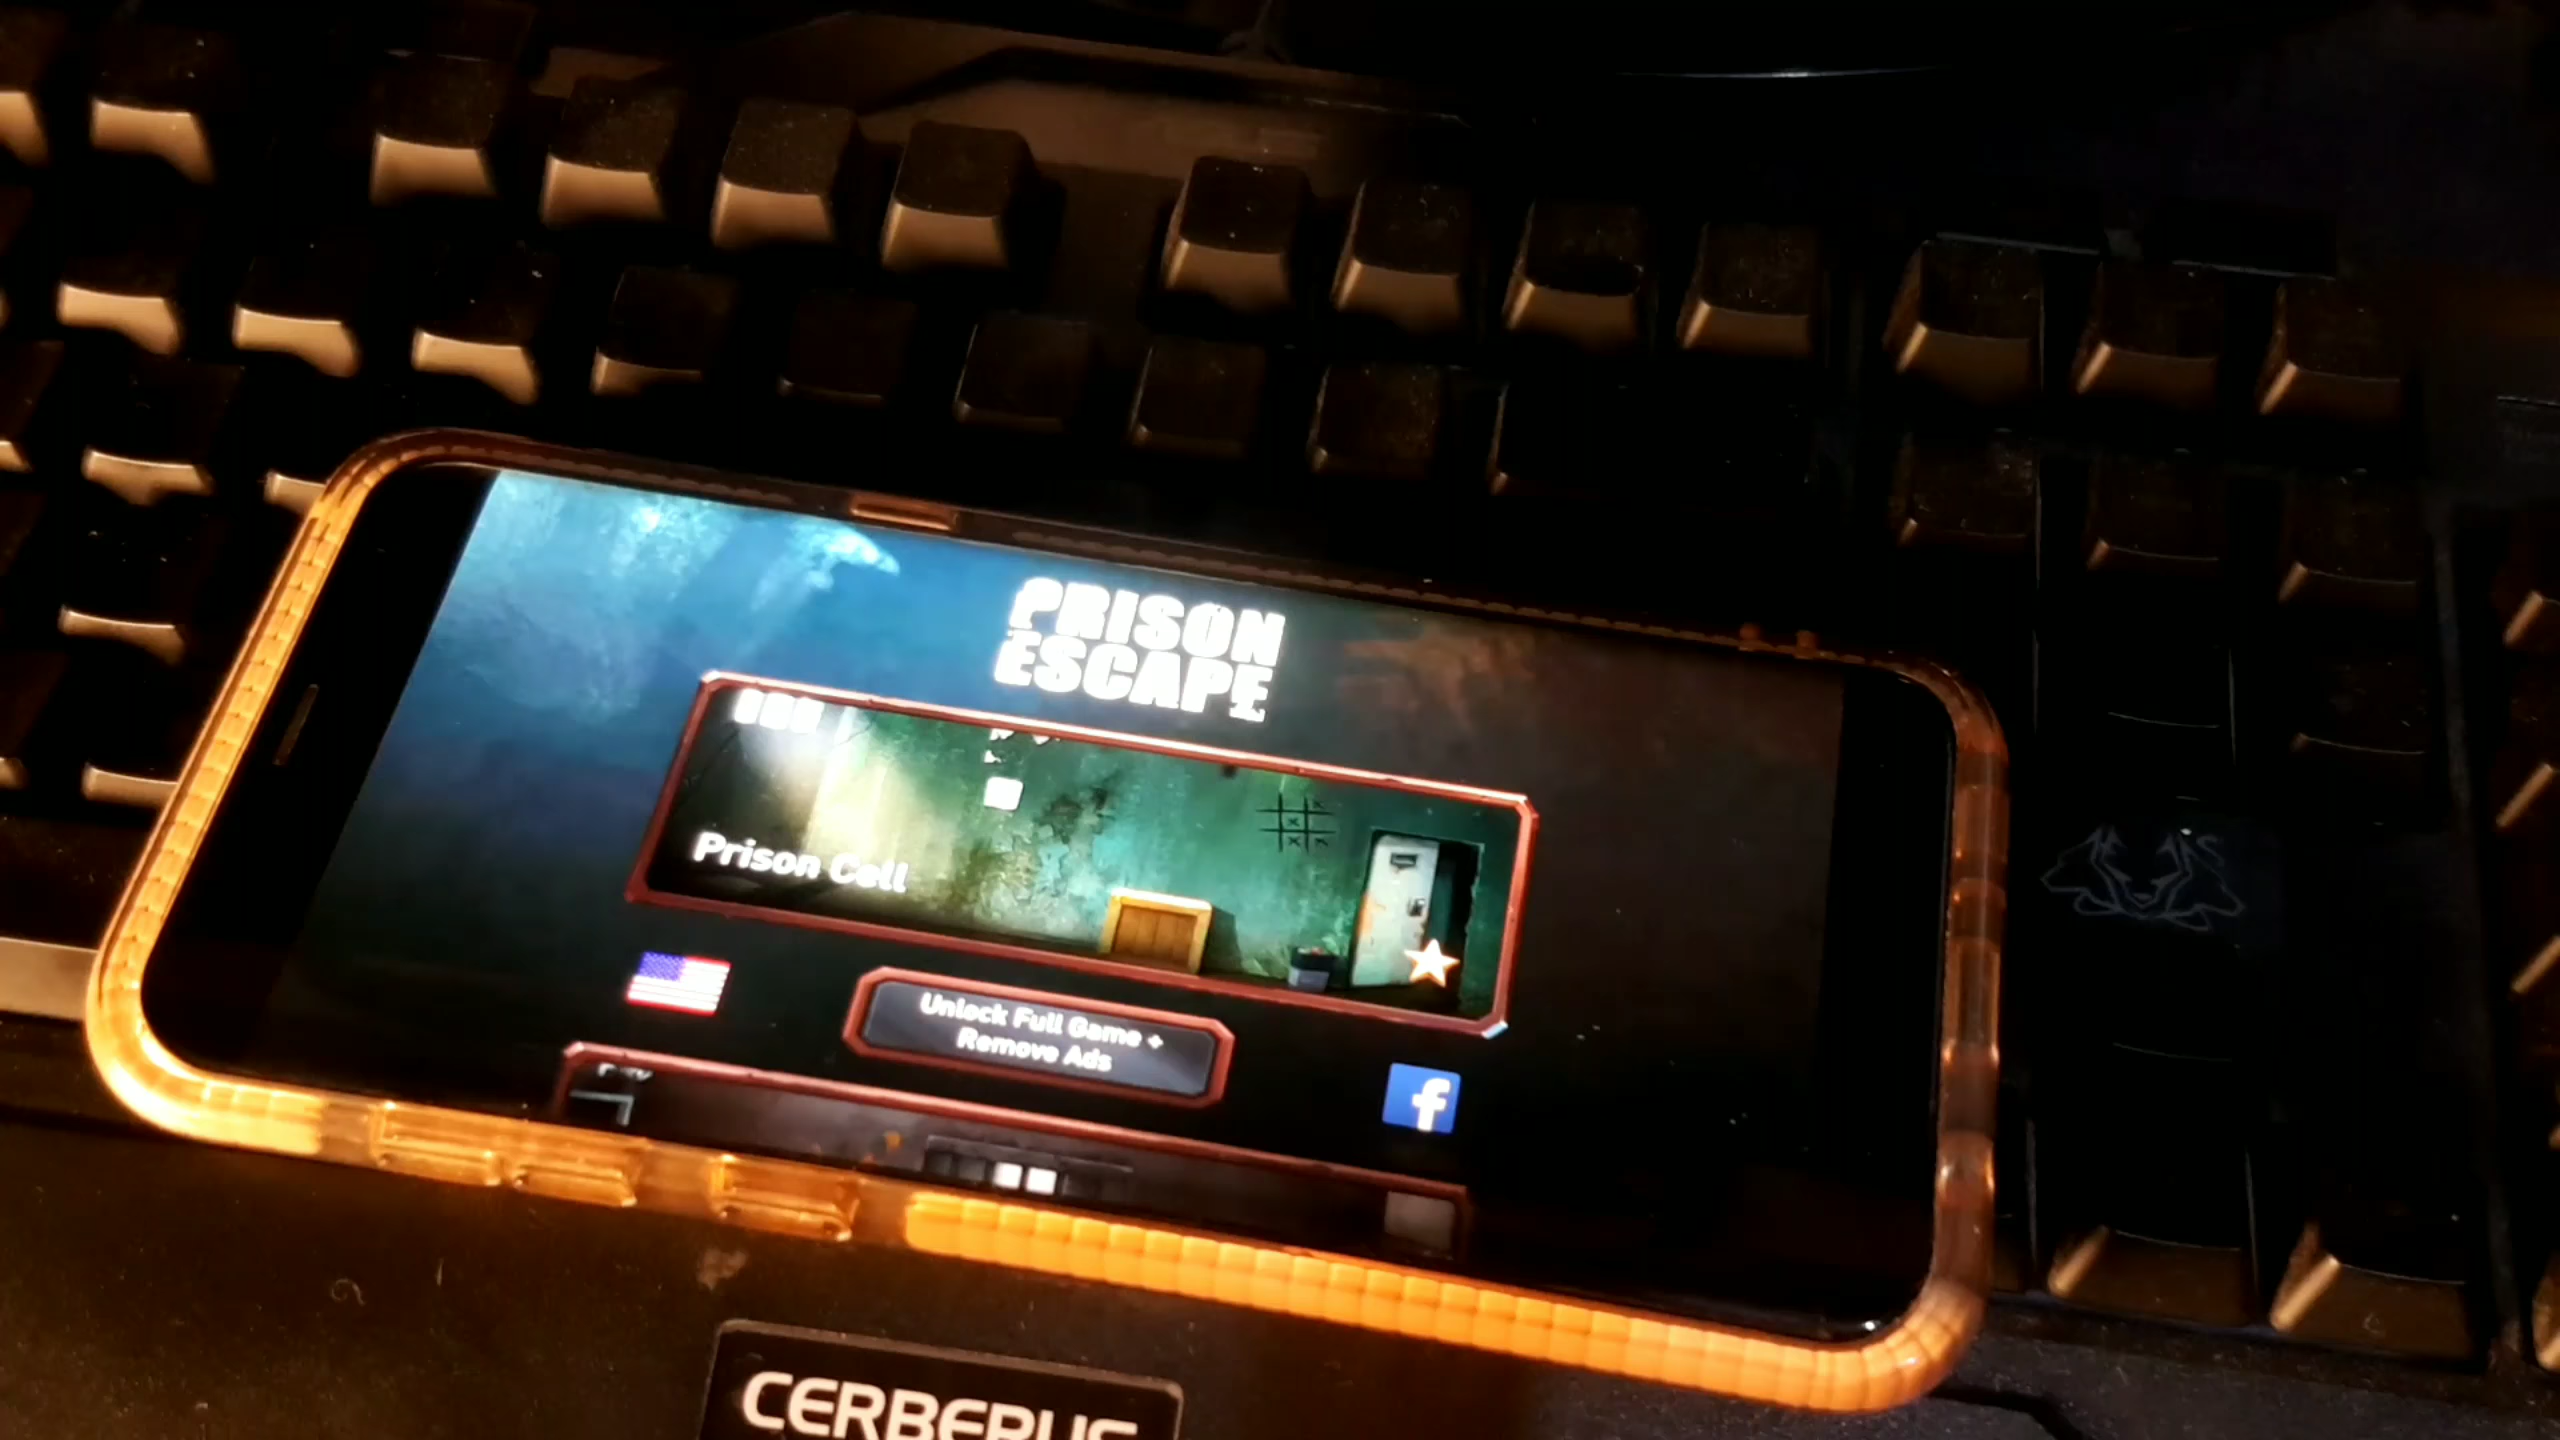 PRISON
ESCAPE
Prison Cell
Unlock Full Game +
Remove Ads
f
CERBERUS